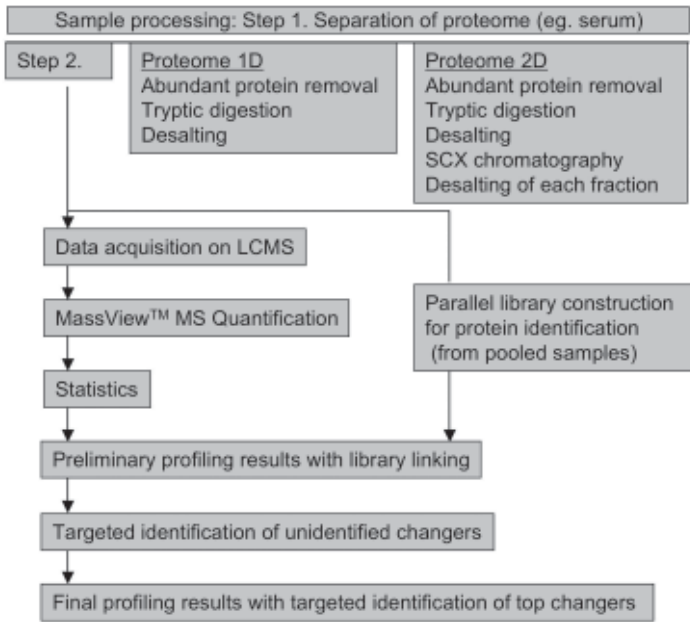 Sample processing: Step 1. Separation of proteome (eg. serum)
Step 2.
Proteome 1D
Abundant protein removal
Tryptic digestion
Desalting
Proteome 2D
Abundant protein removal
Tryptic digestion
Desalting
SCX chromatography
Desalting of each fraction
Data acquisition on LCMS
MassView™ MS Quantification
Statistics
Parallel library construction
for protein identification
(from pooled samples)
Preliminary profiling results with library linking
Targeted identification of unidentified changers
Final profiling results with targeted identification of top changers